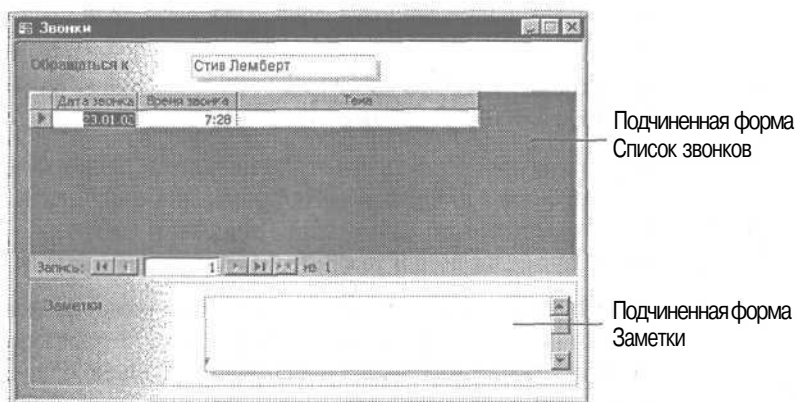 Звонки
Обращаться к
Стив Лемберт
Дата звонка Время звонка Тема
23.01.03 7:28
Подчиненная форма
Список звонков
Запись: 1 из 1
Заметки
Подчиненная форма
Заметки